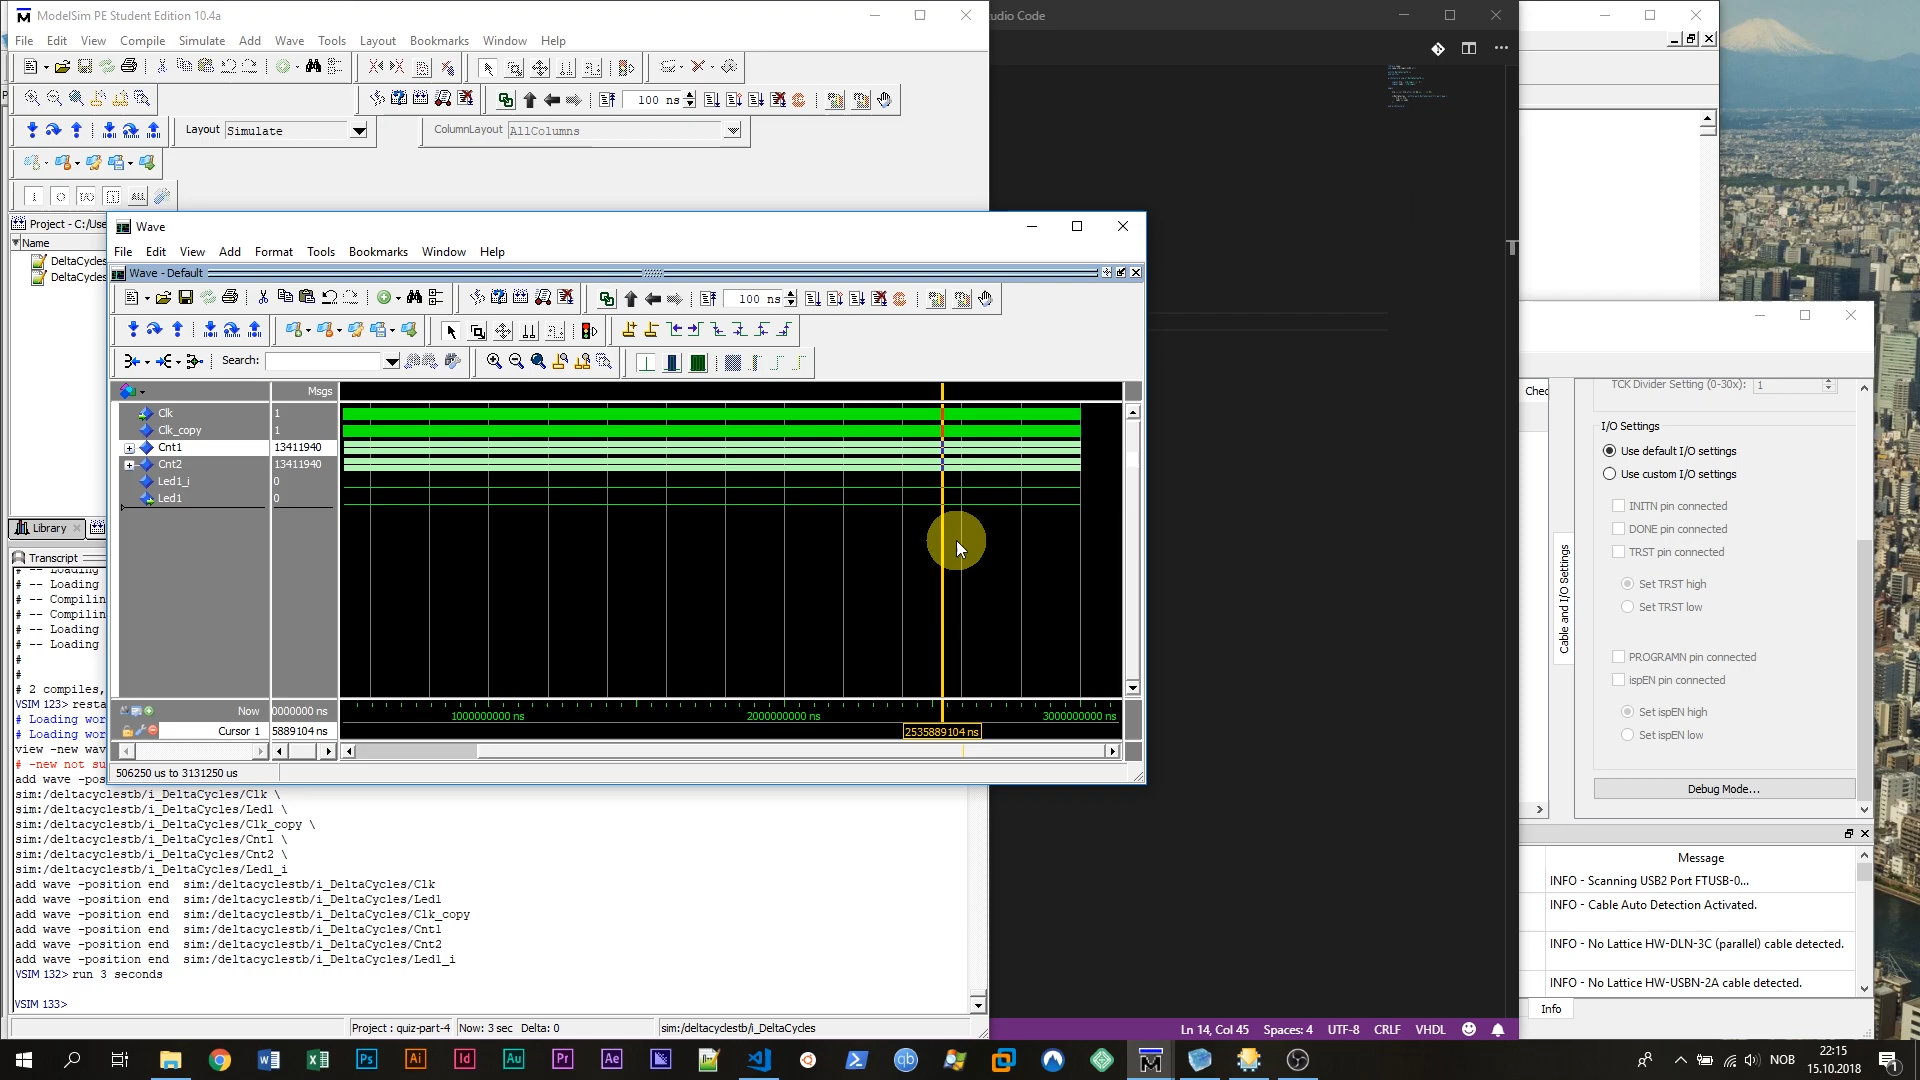 ModelSim PE Student Edition 10.4a
File Edit View Compile Simulate Add Wave Tools Layout Bookmarks Window Help
100 ns
Layout Simulate
ColumnLayout AllColumns
Project - C:/Use
Name
DeltaCycles
DeltaCycles
Library
Transcript
# -- Loading
# -- Loading
# -- Compilin
# -- Compilin
# -- Loading
# -- Loading
#
#
# 2 compiles,
VSIM 123> resta
# Loading wor
# Loading wor
view -new wav
# -new not su
add wave -pos
sim:/deltacyclestb/i_DeltaCycles/Clk \
sim:/deltacyclestb/i_DeltaCycles/Led1 \
sim:/deltacyclestb/i_DeltaCycles/Clk_copy \
sim:/deltacyclestb/i_DeltaCycles/Cnt1 \
sim:/deltacyclestb/i_DeltaCycles/Cnt2 \
sim:/deltacyclestb/i_DeltaCycles/Led1_i
add wave -position end sim:/deltacyclestb/i_DeltaCycles/Clk
add wave -position end sim:/deltacyclestb/i_DeltaCycles/Led1
add wave -position end sim:/deltacyclestb/i_DeltaCycles/Clk_copy
add wave -position end sim:/deltacyclestb/i_DeltaCycles/Cnt1
add wave -position end sim:/deltacyclestb/i_DeltaCycles/Cnt2
add wave -position end sim:/deltacyclestb/i_DeltaCycles/Led1_i
VSIM 132> run 3 seconds
VSIM 133>
Project : quiz-part-4 Now: 3 sec Delta: 0 sim:/deltacyclestb/i_DeltaCycles
Wave
File Edit View Add Format Tools Bookmarks Window Help
Wave - Default
100 ns
Search:
Msgs
Clk 1
Clk_copy 1
Cnt1 13411940
Cnt2 13411940
Led1_i 0
Led1 0
Now 0000000 ns
1000000000 ns 2000000000 ns 3000000000 ns
Cursor 1 5889104 ns
2535889104 ns
506250 us to 3131250 us
udio Code
Ln 14, Col 45 Spaces: 4 UTF-8 CRLF VHDL
Chec
TCK Divider Setting (0-30x): 1
I/O Settings
Use default I/O settings
Use custom I/O settings
INITN pin connected
DONE pin connected
TRST pin connected
Set TRST high
Set TRST low
PROGRAMN pin connected
ispEN pin connected
Set ispEN high
Set ispEN low
Debug Mode...
Cable and I/O Settings
Message
INFO - Scanning USB2 Port FTUSB-0...
INFO - Cable Auto Detection Activated.
INFO - No Lattice HW-DLN-3C (parallel) cable detected.
INFO - No Lattice HW-USBN-2A cable detected.
Info
NOB
22:15
15.10.2018